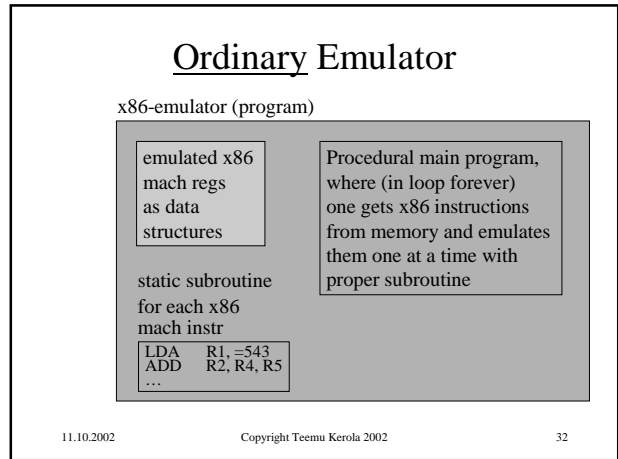 Ordinary Emulator
x86-emulator (program)
emulated x86
mach regs
as data
structures
Procedural main program,
where (in loop forever)
one gets x86 instructions
from memory and emulates
them one at a time with
proper subroutine
static subroutine
for each x86
mach instr
LDA R1, =543
ADD R2, R4, R5
…
11.10.2002 Copyright Teemu Kerola 2002 32